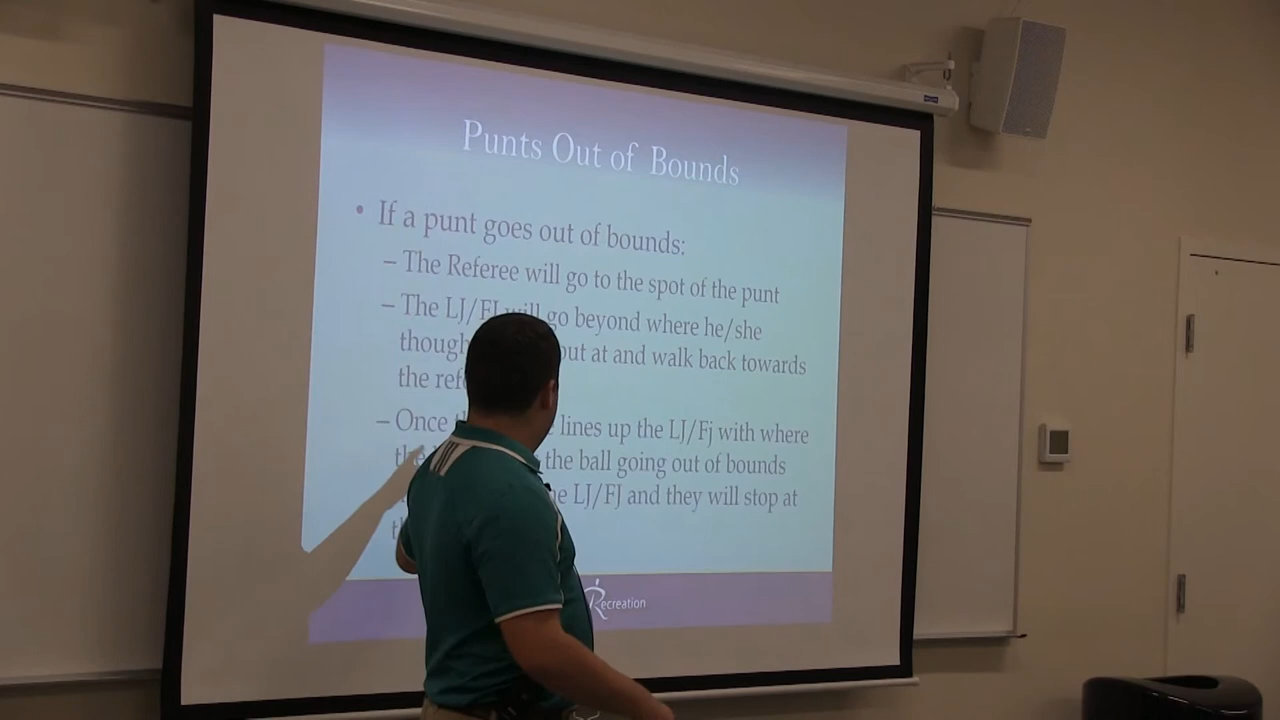 Punts Out of Bounds
• If a punt goes out of bounds:
– The Referee will go to the spot of the punt
– The LJ/FJ will go beyond where he/she
out at and walk back towards
the
– Once lines up the LJ/Fj with where
the ball going out of bounds
LJ/FJ and they will stop at
Recreation